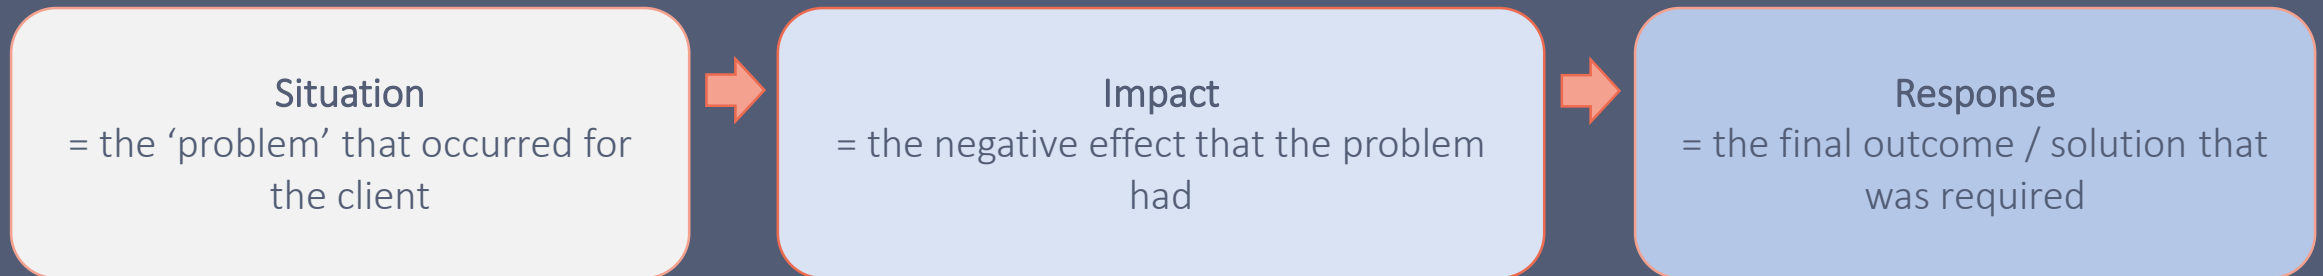 Situation
= the ‘problem’ that occurred for
the client
Impact
= the negative effect that the problem
had
Response
= the final outcome / solution that
was required